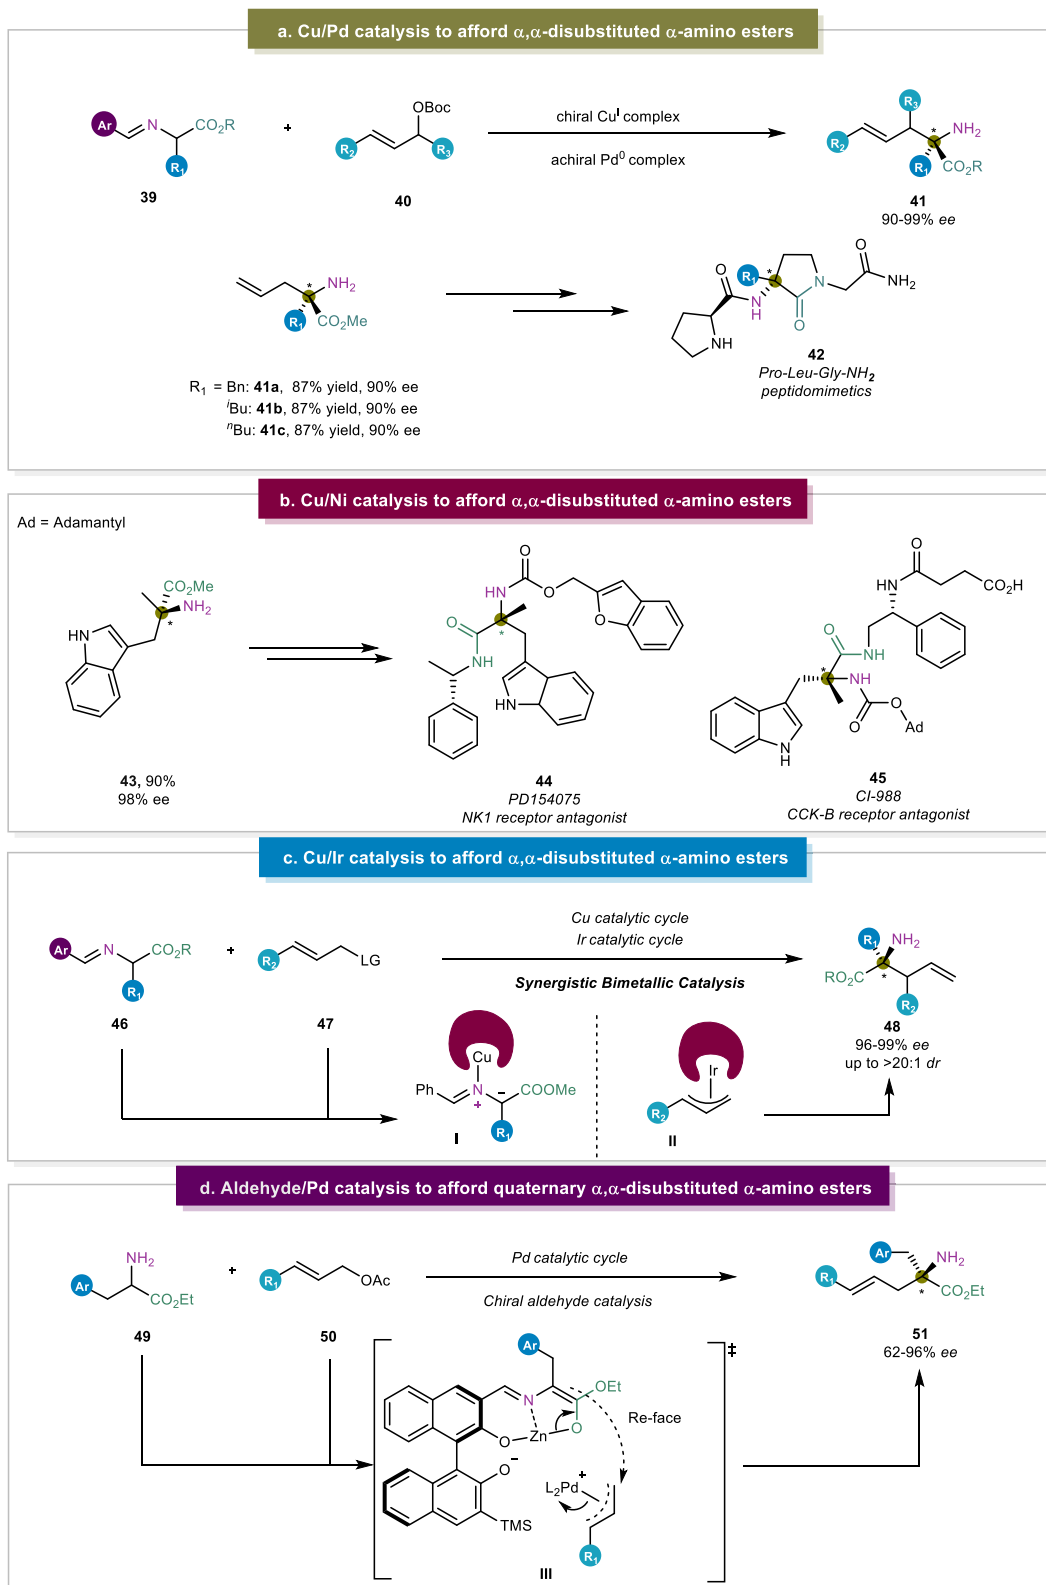 a. Cu/Pd catalysis to afford α,α-disubstituted α-amino esters
Ar
N
CO₂R
R₁
39
+
OBoc
R₂
R₃
40
chiral Cuᴵ complex
achiral Pd⁰ complex
R₃
R₂
NH₂
*
R₁
CO₂R
41
90-99% ee
NH₂
*
R₁
CO₂Me
R₁ = Bn: 41a, 87% yield, 90% ee
ⁱBu: 41b, 87% yield, 90% ee
ⁿBu: 41c, 87% yield, 90% ee
O
R₁
*
N
H
N
O
O
NH₂
NH
42
Pro-Leu-Gly-NH₂
peptidomimetics
b. Cu/Ni catalysis to afford α,α-disubstituted α-amino esters
Ad = Adamantyl
CO₂Me
NH₂
*
HN
43, 90%
98% ee
O
HN
O
O
O
*
NH
HN
44
PD154075
NK1 receptor antagonist
O
HN
CO₂H
O
NH
*
NH
O
O
Ad
N
H
45
CI-988
CCK-B receptor antagonist
c. Cu/Ir catalysis to afford α,α-disubstituted α-amino esters
Ar
N
CO₂R
R₁
46
+
R₂
LG
47
Cu catalytic cycle
Ir catalytic cycle
Synergistic Bimetallic Catalysis
R₁
NH₂
RO₂C
*
R₂
48
96-99% ee
up to >20:1 dr
Cu
Ph
N
+
-
COOMe
R₁
I
Ir
R₂
II
d. Aldehyde/Pd catalysis to afford quaternary α,α-disubstituted α-amino esters
NH₂
Ar
CO₂Et
49
+
R₁
OAc
50
Pd catalytic cycle
Chiral aldehyde catalysis
Ar
NH₂
R₁
*
CO₂Et
51
62-96% ee
Ar
OEt
N
O
Zn
O
O
-
TMS
Re-face
+
L₂Pd
R₁
‡
III